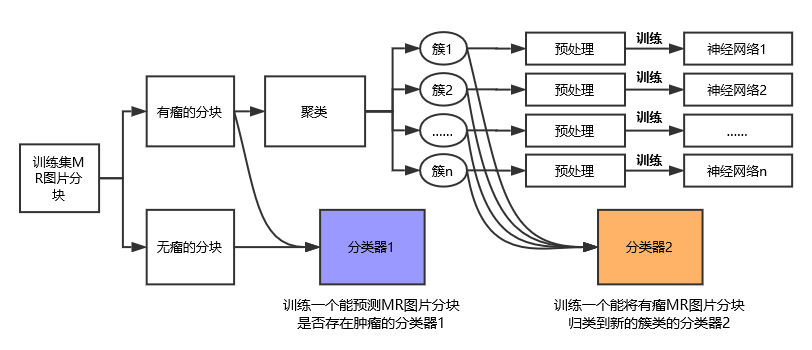 训练集M
R图片分
块
有瘤的分块
无瘤的分块
聚类
簇1
簇2
......
簇n
预处理
训练
神经网络1
预处理
训练
神经网络2
预处理
训练
......
预处理
训练
神经网络n
分类器1
训练一个能预测MR图片分块
是否存在肿瘤的分类器1
分类器2
训练一个能将有瘤MR图片分块
归类到新的簇类的分类器2